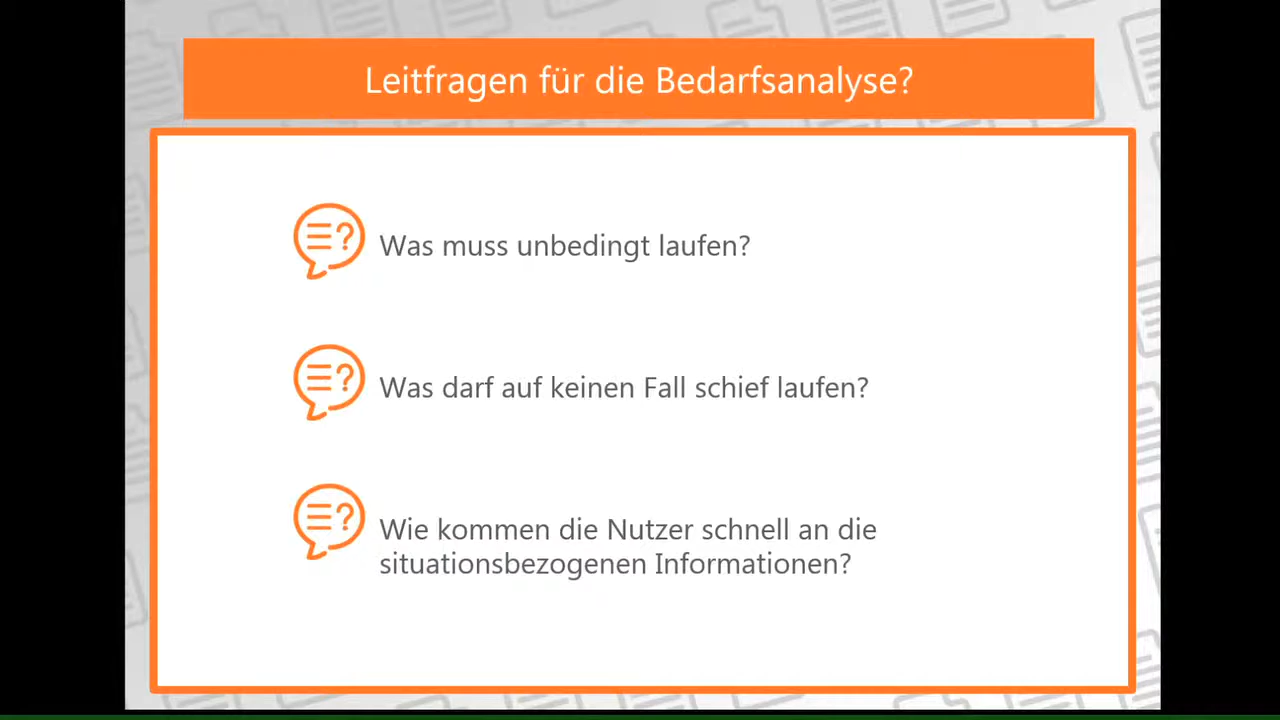 Leitfragen für die Bedarfsanalyse?
Was muss unbedingt laufen?
Was darf auf keinen Fall schief laufen?
Wie kommen die Nutzer schnell an die
situationsbezogenen Informationen?